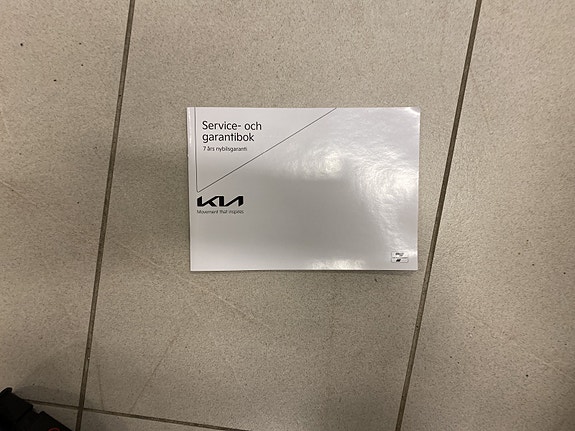 Service- och
garantibok
7 års nybilsgaranti
KIA
Movement that inspires